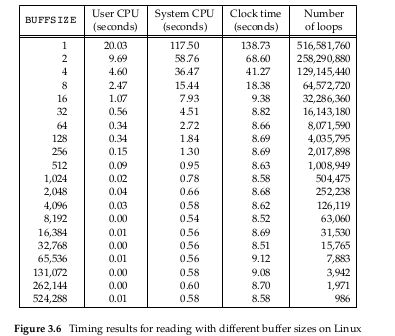 BUFFSIZE User CPU (seconds) System CPU (seconds) Clock time (seconds) Number of loops
1 20.03 117.50 138.73 516,581,760
2 9.69 58.76 68.60 258,290,880
4 4.60 36.47 41.27 129,145,440
8 2.47 15.44 18.38 64,572,720
16 1.07 7.93 9.38 32,286,360
32 0.56 4.51 8.82 16,143,180
64 0.34 2.72 8.66 8,071,590
128 0.34 1.84 8.69 4,035,795
256 0.15 1.30 8.69 2,017,898
512 0.09 0.95 8.63 1,008,949
1,024 0.02 0.78 8.58 504,475
2,048 0.04 0.66 8.68 252,238
4,096 0.03 0.58 8.62 126,119
8,192 0.00 0.54 8.52 63,060
16,384 0.01 0.56 8.69 31,530
32,768 0.00 0.56 8.51 15,765
65,536 0.01 0.56 9.12 7,883
131,072 0.00 0.58 9.08 3,942
262,144 0.00 0.60 8.70 1,971
524,288 0.01 0.58 8.58 986
Figure 3.6 Timing results for reading with different buffer sizes on Linux